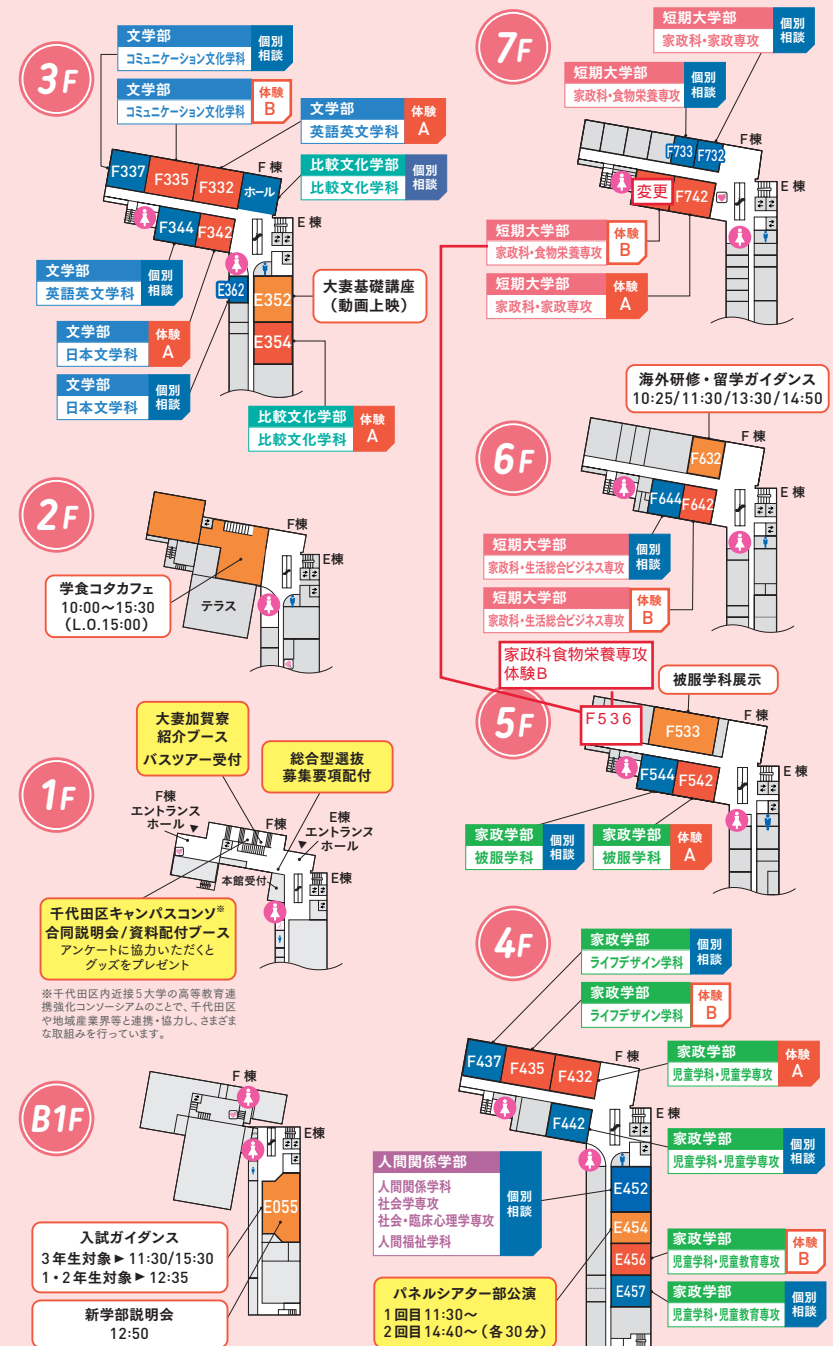 3F
文学部
コミュニケーション文化学科
個別
相談
文学部
コミュニケーション文化学科
体験
B
文学部
英語英文学科
体験
A
比較文化学部
比較文化学科
個別
相談
F棟
E棟
F337
F335
F332
ホール
F344
F342
E362
E352
E354
文学部
英語英文学科
個別
相談
大妻基礎講座
(動画上映)
文学部
日本文学科
体験
A
文学部
日本文学科
個別
相談
比較文化学部
比較文化学科
体験
A
2F
F棟
E棟
テラス
学食コタカフェ
10:00〜15:30
(L.O.15:00)
1F
大妻加賀寮
紹介ブース
バスツアー受付
総合型選抜
募集要項配付
F棟
エントランス
ホール
F棟
E棟
エントランス
ホール
E棟
本館受付
千代田区キャンパスコンソ※
合同説明会/資料配付ブース
アンケートに協力いただくと
グッズをプレゼント
※千代田区内近接5大学の高等教育連
携強化コンソーシアムのことで、千代田区
や地域産業界等と連携・協力し、さまざま
な取組みを行っています。
B1F
F棟
E棟
E055
入試ガイダンス
3年生対象▶11:30/15:30
1・2年生対象▶12:35
新学部説明会
12:50
7F
短期大学部
家政科・家政専攻
個別
相談
短期大学部
家政科・食物栄養専攻
個別
相談
F棟
E棟
F733
F732
変更
F742
短期大学部
家政科・食物栄養専攻
体験
B
短期大学部
家政科・家政専攻
体験
A
6F
海外研修・留学ガイダンス
10:25/11:30/13:30/14:50
F棟
E棟
F632
F644
F642
短期大学部
家政科・生活総合ビジネス専攻
個別
相談
短期大学部
家政科・生活総合ビジネス専攻
体験
B
5F
家政科食物栄養専攻
体験B
被服学科展示
F536
F533
F棟
E棟
F544
F542
家政学部
被服学科
個別
相談
家政学部
被服学科
体験
A
4F
家政学部
ライフデザイン学科
個別
相談
家政学部
ライフデザイン学科
体験
B
家政学部
児童学科・児童学専攻
体験
A
F棟
E棟
F437
F435
F432
F442
家政学部
児童学科・児童学専攻
個別
相談
人間関係学部
人間関係学科
社会学専攻
社会・臨床心理学専攻
人間福祉学科
個別
相談
E452
E454
E456
E457
家政学部
児童学科・児童教育専攻
体験
B
家政学部
児童学科・児童教育専攻
個別
相談
パネルシアター部公演
1回目11:30〜
2回目14:40〜(各30分)